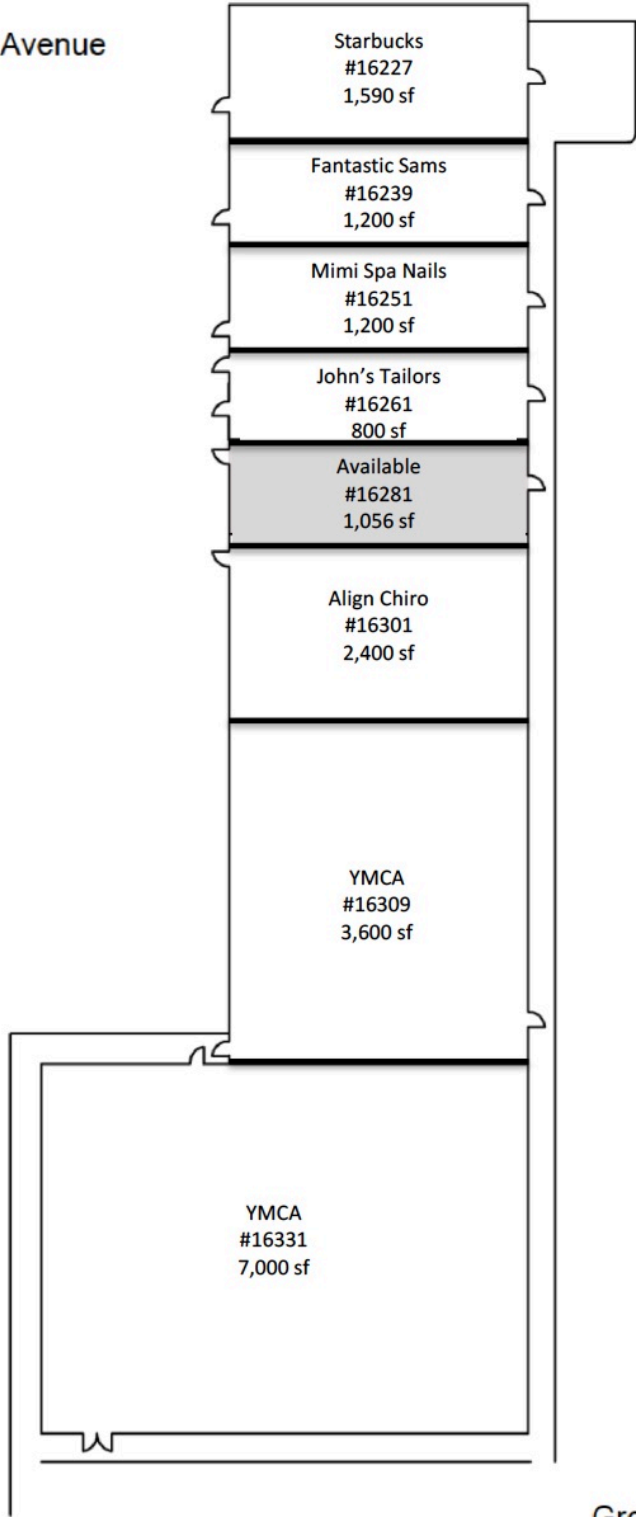 Avenue
Starbucks
#16227
1,590 sf
Fantastic Sams
#16239
1,200 sf
Mimi Spa Nails
#16251
1,200 sf
John’s Tailors
#16261
800 sf
Available
#16281
1,056 sf
Align Chiro
#16301
2,400 sf
YMCA
#16309
3,600 sf
YMCA
#16331
7,000 sf